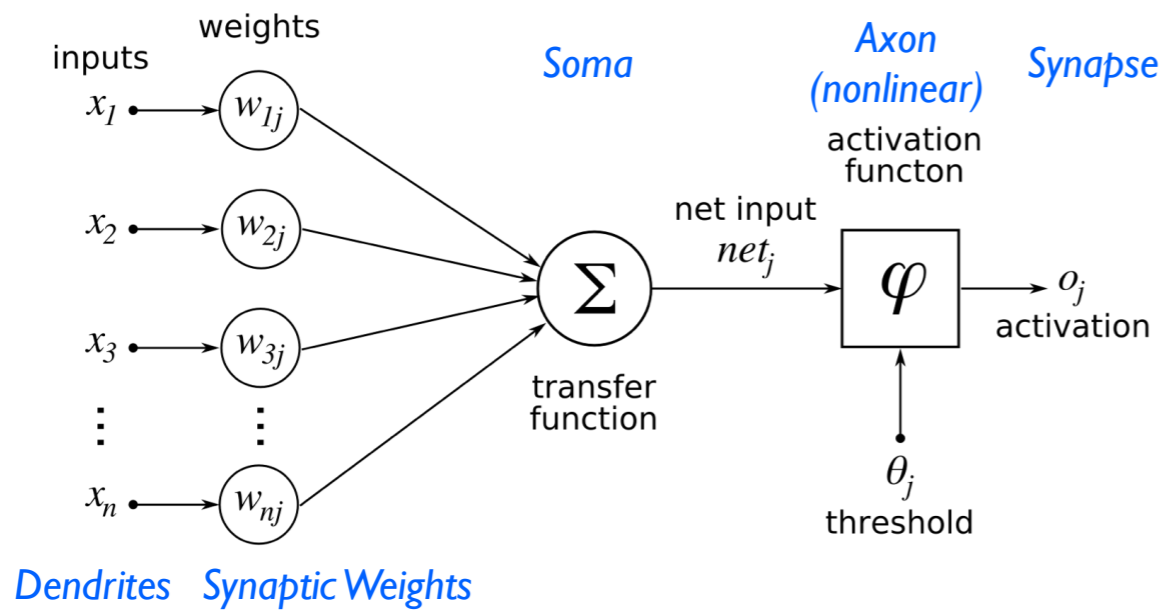 weights
inputs
Soma
Axon
(nonlinear)
Synapse
activation
functon
x1
w1j
x2
w2j
net input
netj
Σ
φ
oj
activation
x3
w3j
transfer
function
⋮ ⋮
θj
threshold
xn
wnj
Dendrites Synaptic Weights